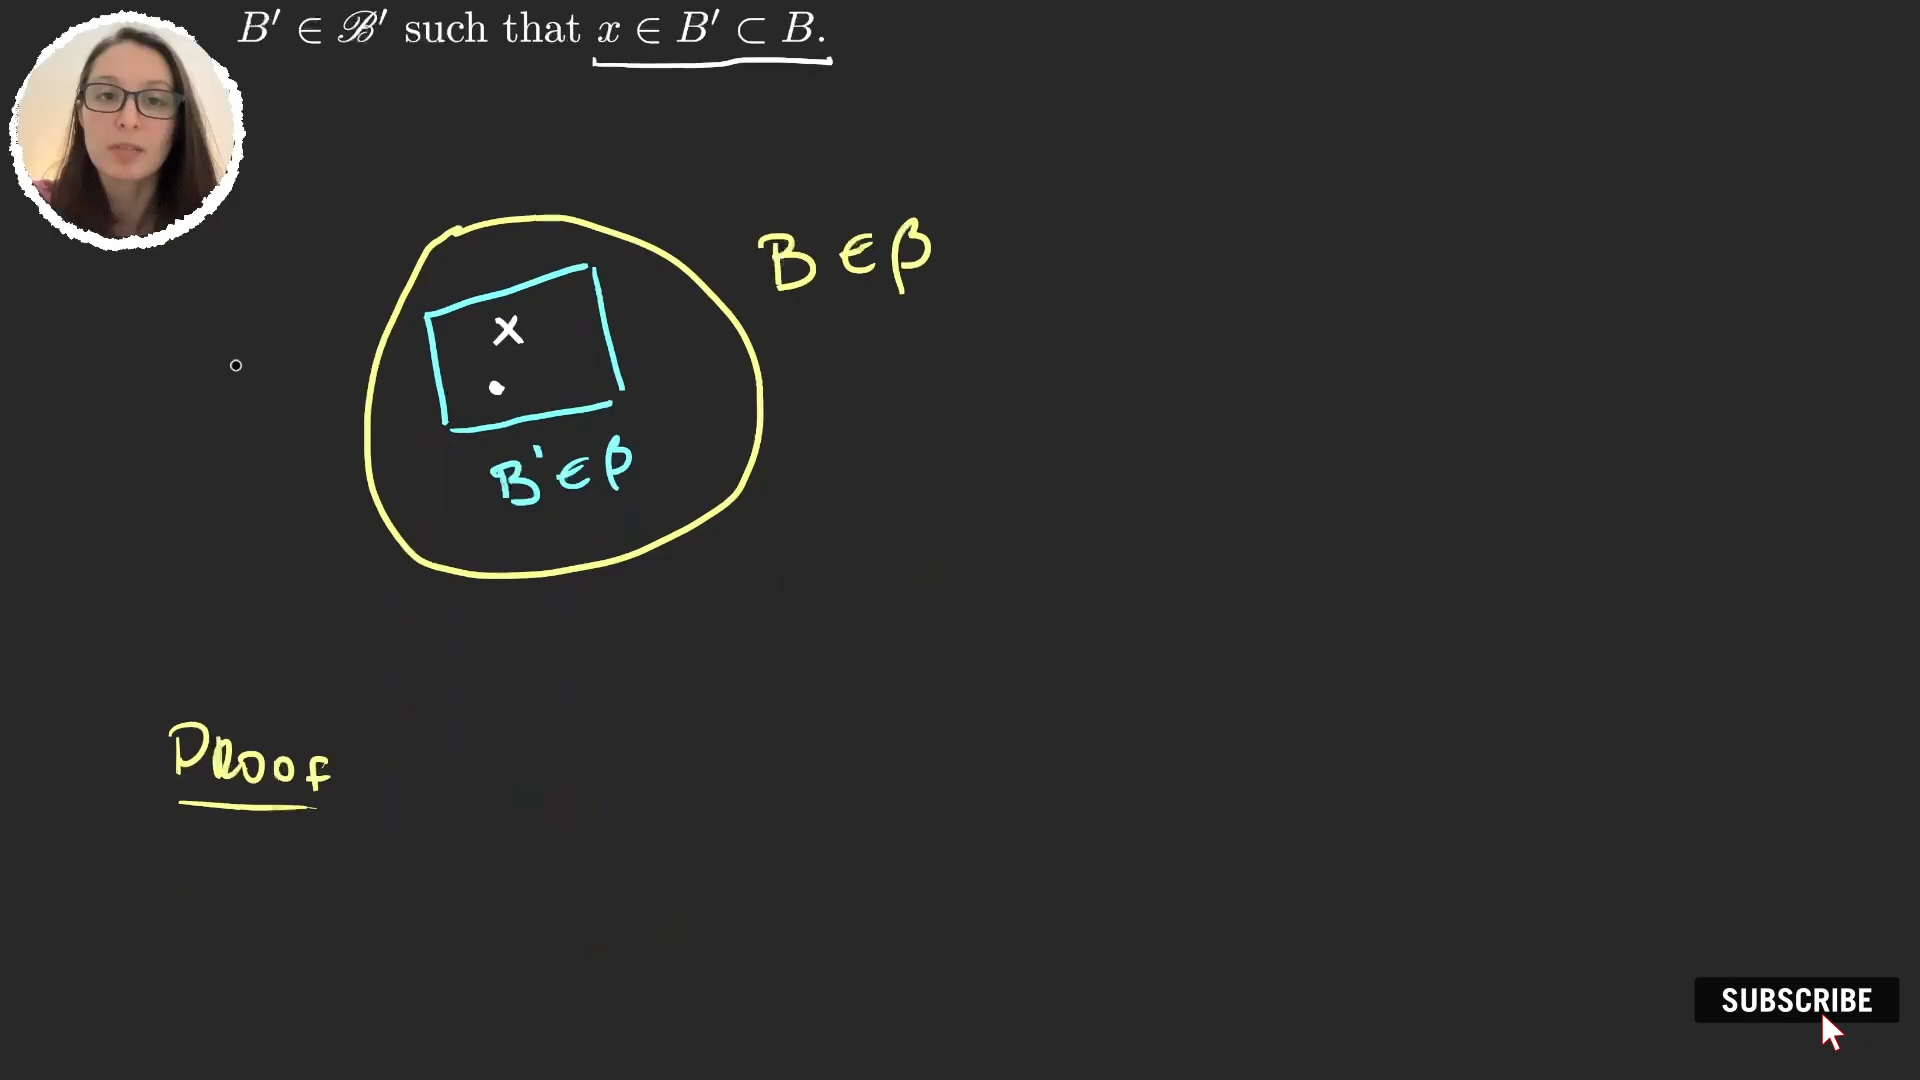 B′ ∈ ℬ′ such that x ∈ B′ ⊂ B.
B ∈ β
x
B' ∈ β
PROOF
SUBSCRIBE